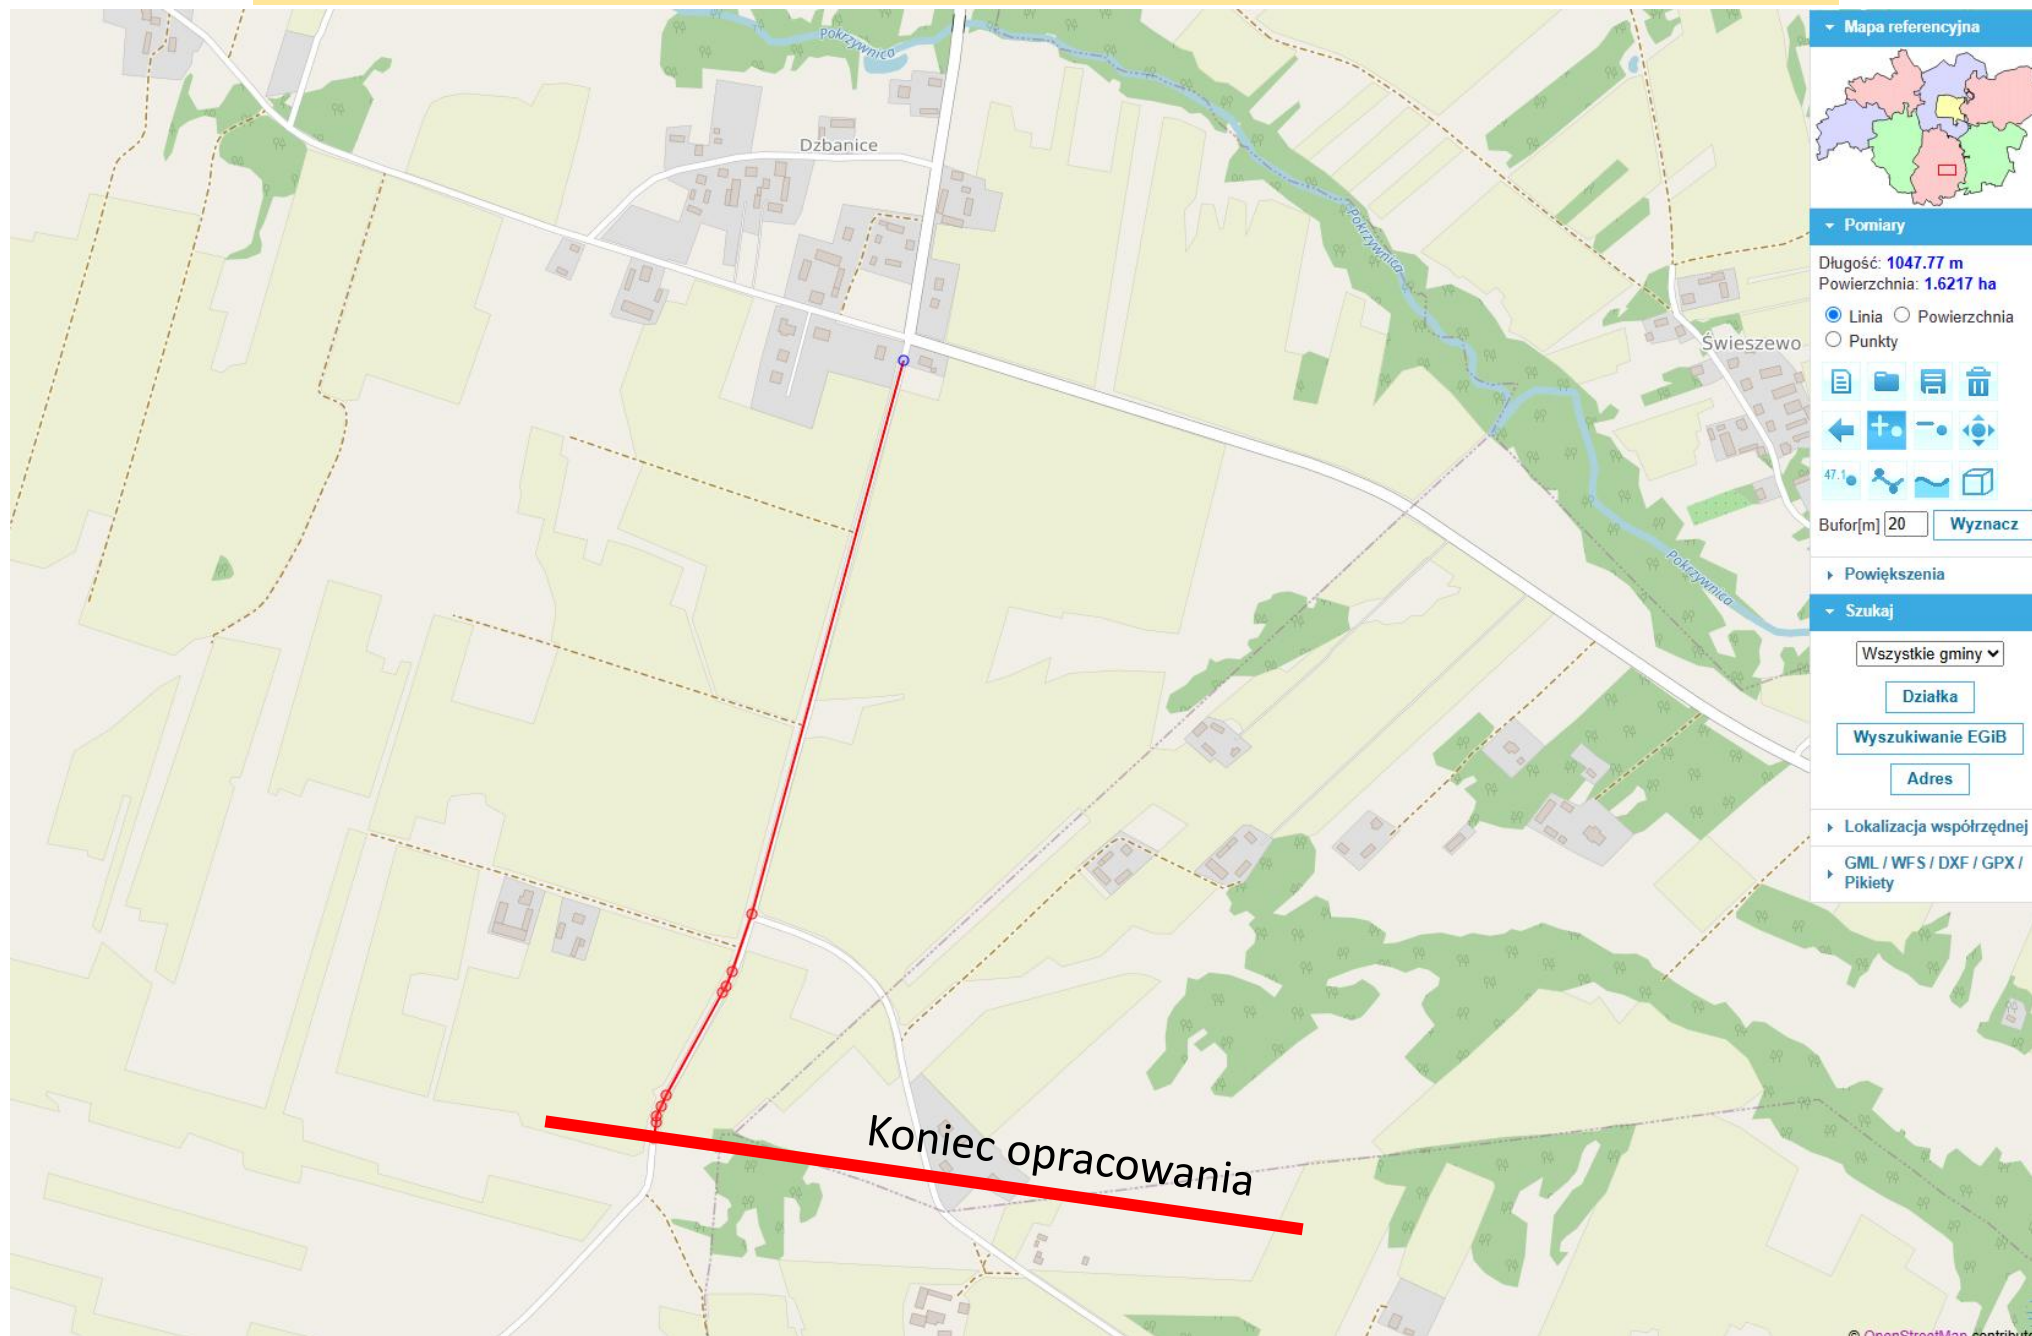 Pokrzywnica
Dzbanice
Pokrzywnica
Świeszewo
Pokrzywnica
Koniec opracowania
Mapa referencyjna
Pomiary
Długość: 1047.77 m
Powierzchnia: 1.6217 ha
Linia Powierzchnia
Punkty
47.1
Bufor[m] 20 Wyznacz
Powiększenia
Szukaj
Wszystkie gminy
Działka
Wyszukiwanie EGiB
Adres
Lokalizacja współrzędnej
GML / WFS / DXF / GPX /
Pikiety
© OpenStreetMap contribut